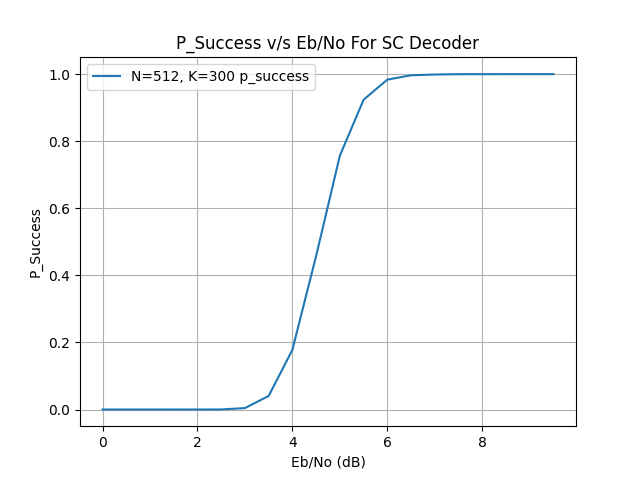 P_Success v/s Eb/No For SC Decoder
N=512, K=300 p_success
1.0
0.8
0.6
0.4
0.2
0.0
P_Success
0 2 4 6 8
Eb/No (dB)